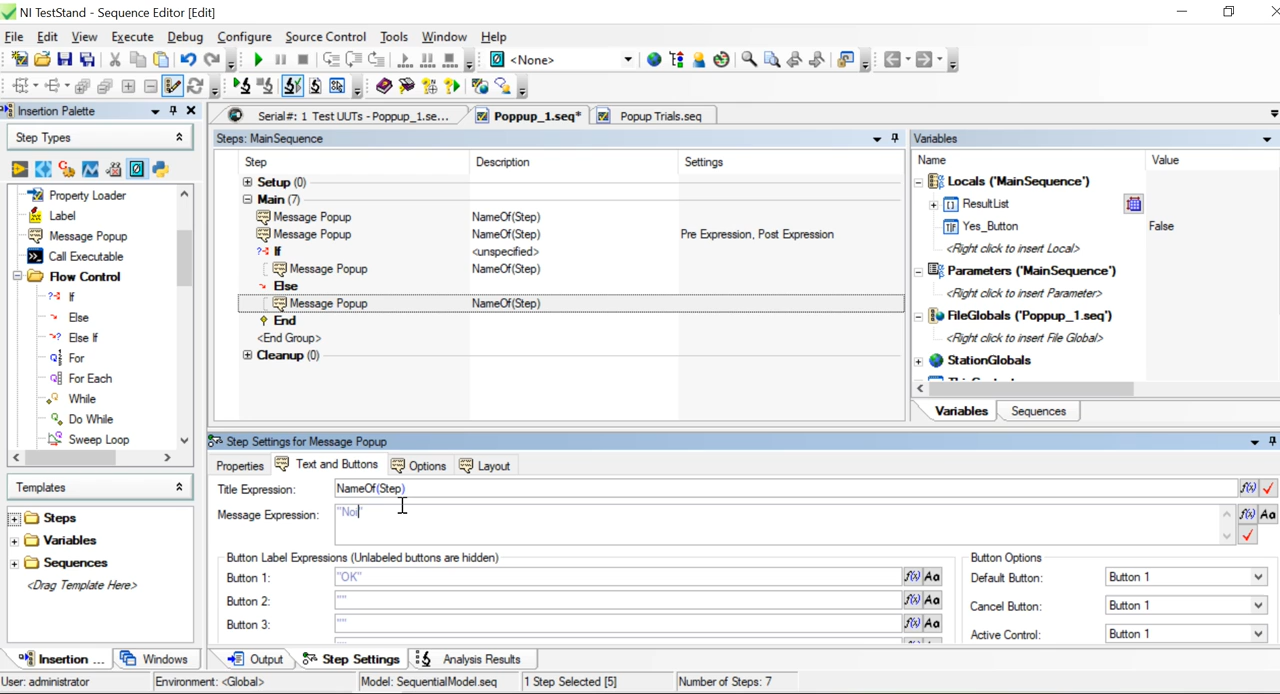 NI TestStand - Sequence Editor [Edit]
File Edit View Execute Debug Configure Source Control Tools Window Help
<None>
Insertion Palette
Serial#: 1 Test UUTs - Poppup_1.se...
Poppup_1.seq*
Popup Trials.seq
Step Types
Steps: MainSequence
Variables
Step Description Settings
Name Value
Property Loader
Label
Message Popup
Call Executable
Flow Control
If
Else
Else If
For
For Each
While
Do While
Sweep Loop
Setup (0)
Main (7)
Message Popup NameOf(Step)
Message Popup NameOf(Step) Pre Expression, Post Expression
If <unspecified>
Message Popup NameOf(Step)
Else
Message Popup NameOf(Step)
End
<End Group>
Cleanup (0)
Locals ('MainSequence')
ResultList
Yes_Button False
<Right click to insert Local>
Parameters ('MainSequence')
<Right click to insert Parameter>
FileGlobals ('Poppup_1.seq')
<Right click to insert File Global>
StationGlobals
Variables Sequences
Step Settings for Message Popup
Properties Text and Buttons Options Layout
Templates
Steps
Variables
Sequences
<Drag Template Here>
Title Expression: NameOf(Step)
Message Expression: "Noi"
Button Label Expressions (Unlabeled buttons are hidden)
Button 1: "OK"
Button 2: ""
Button 3: ""
Button Options
Default Button: Button 1
Cancel Button: Button 1
Active Control: Button 1
Insertion ... Windows
Output Step Settings Analysis Results
User: administrator Environment: <Global> Model: SequentialModel.seq 1 Step Selected [5] Number of Steps: 7